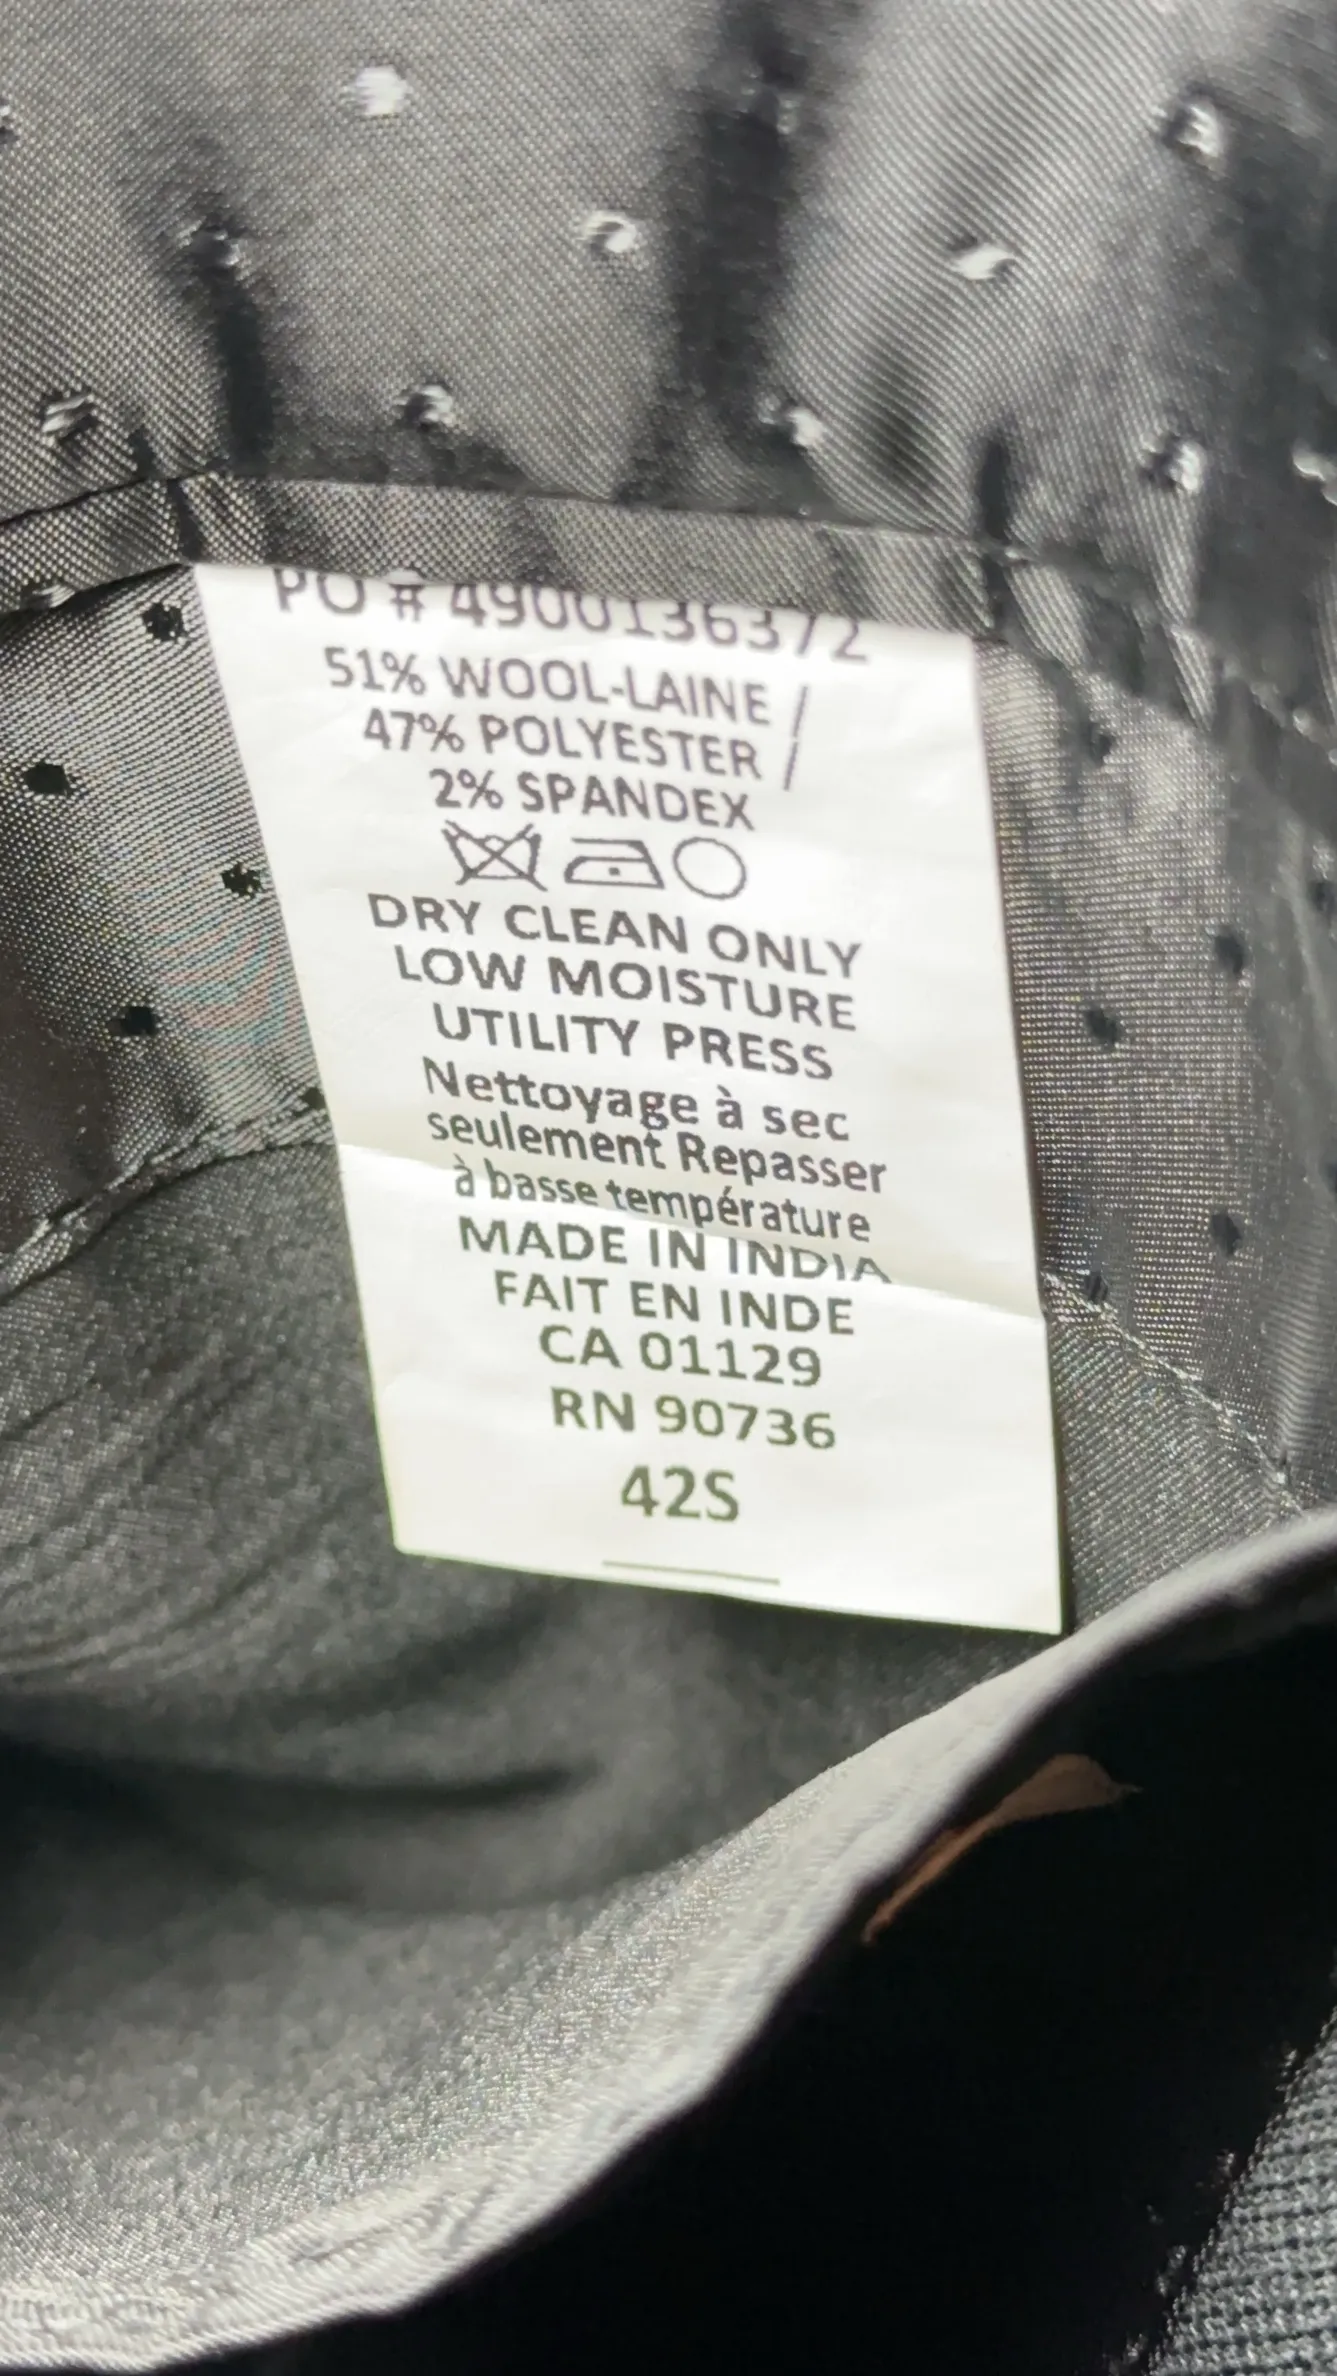 PO # 4900136372
51% WOOL-LAINE /
47% POLYESTER /
2% SPANDEX
DRY CLEAN ONLY
LOW MOISTURE
UTILITY PRESS
Nettoyage à sec
seulement Repasser
à basse température
MADE IN INDIA
FAIT EN INDE
CA 01129
RN 90736
42S